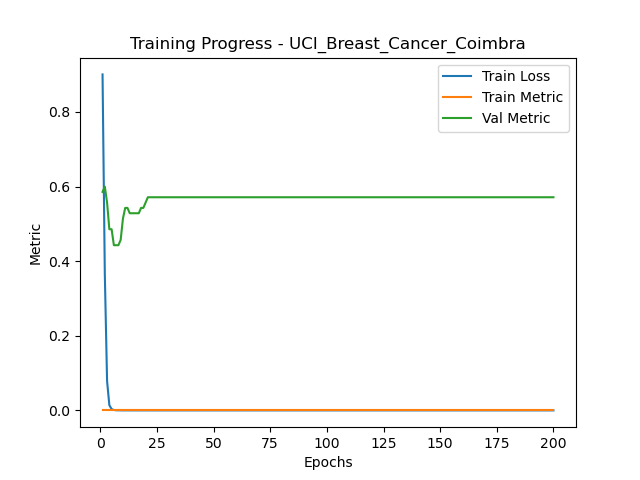 Training Progress - UCI_Breast_Cancer_Coimbra
Train Loss
Train Metric
Val Metric
Metric
0.8
0.6
0.4
0.2
0.0
0 25 50 75 100 125 150 175 200
Epochs